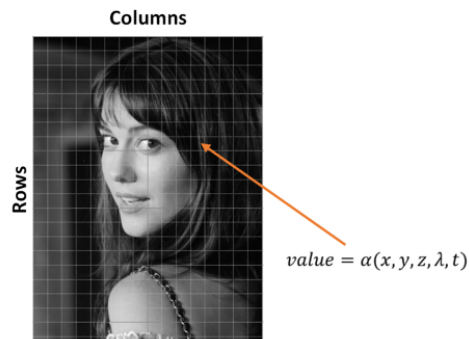 Columns
Rows
value = α(x, y, z, λ, t)